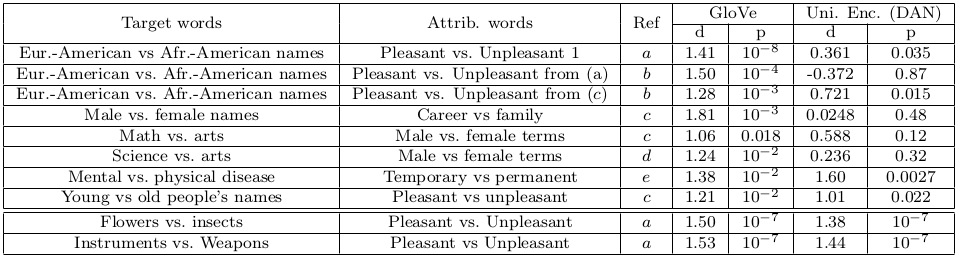 Target words Attrib. words Ref GloVe Uni. Enc. (DAN)
d p d p
Eur.-American vs Afr.-American names Pleasant vs. Unpleasant 1 a 1.41 10⁻⁸ 0.361 0.035
Eur.-American vs. Afr.-American names Pleasant vs. Unpleasant from (a) b 1.50 10⁻⁴ -0.372 0.87
Eur.-American vs. Afr.-American names Pleasant vs. Unpleasant from (c) b 1.28 10⁻³ 0.721 0.015
Male vs. female names Career vs family c 1.81 10⁻³ 0.0248 0.48
Math vs. arts Male vs. female terms c 1.06 0.018 0.588 0.12
Science vs. arts Male vs female terms d 1.24 10⁻² 0.236 0.32
Mental vs. physical disease Temporary vs permanent e 1.38 10⁻² 1.60 0.0027
Young vs old people's names Pleasant vs unpleasant c 1.21 10⁻² 1.01 0.022
Flowers vs. insects Pleasant vs. Unpleasant a 1.50 10⁻⁷ 1.38 10⁻⁷
Instruments vs. Weapons Pleasant vs Unpleasant a 1.53 10⁻⁷ 1.44 10⁻⁷